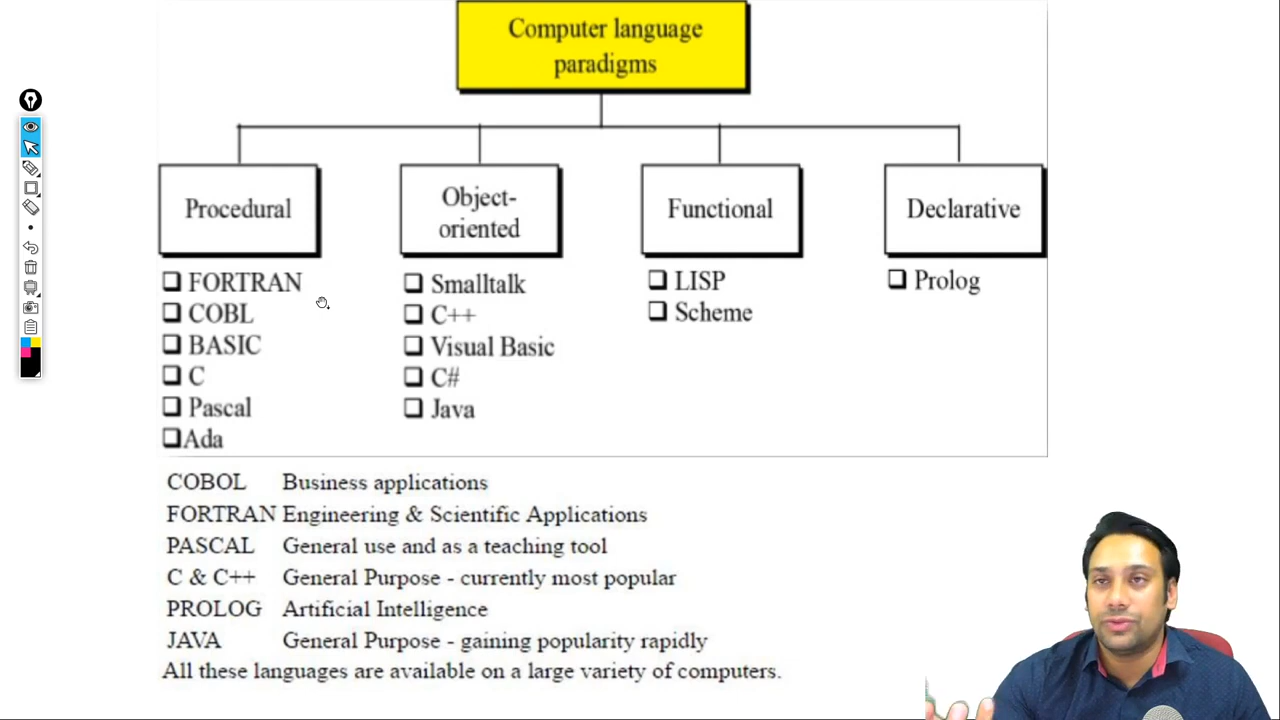 Computer language
paradigms
Procedural
Object-
oriented
Functional
Declarative
FORTRAN
COBL
BASIC
C
Pascal
Ada
Smalltalk
C++
Visual Basic
C#
Java
LISP
Scheme
Prolog
COBOL Business applications
FORTRAN Engineering & Scientific Applications
PASCAL General use and as a teaching tool
C & C++ General Purpose - currently most popular
PROLOG Artificial Intelligence
JAVA General Purpose - gaining popularity rapidly
All these languages are available on a large variety of computers.